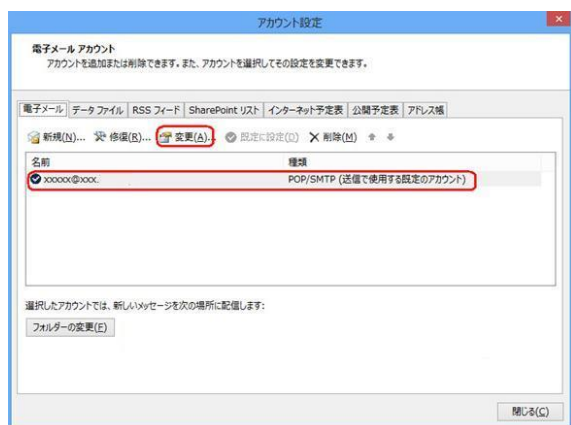 アカウント設定
電子メール アカウント
アカウントを追加または削除できます。また、アカウントを選択してその設定を変更できます。
電子メール データ ファイル RSS フィード SharePoint リスト インターネット予定表 公開予定表 アドレス帳
新規(N)... 修復(R)... 変更(A)... 既定に設定(D) 削除(M)
名前 種類
xxxxx@xxx. POP/SMTP (送信で使用する既定のアカウント)
選択したアカウントでは、新しいメッセージを次の場所に配信します:
フォルダーの変更(F)
閉じる(C)